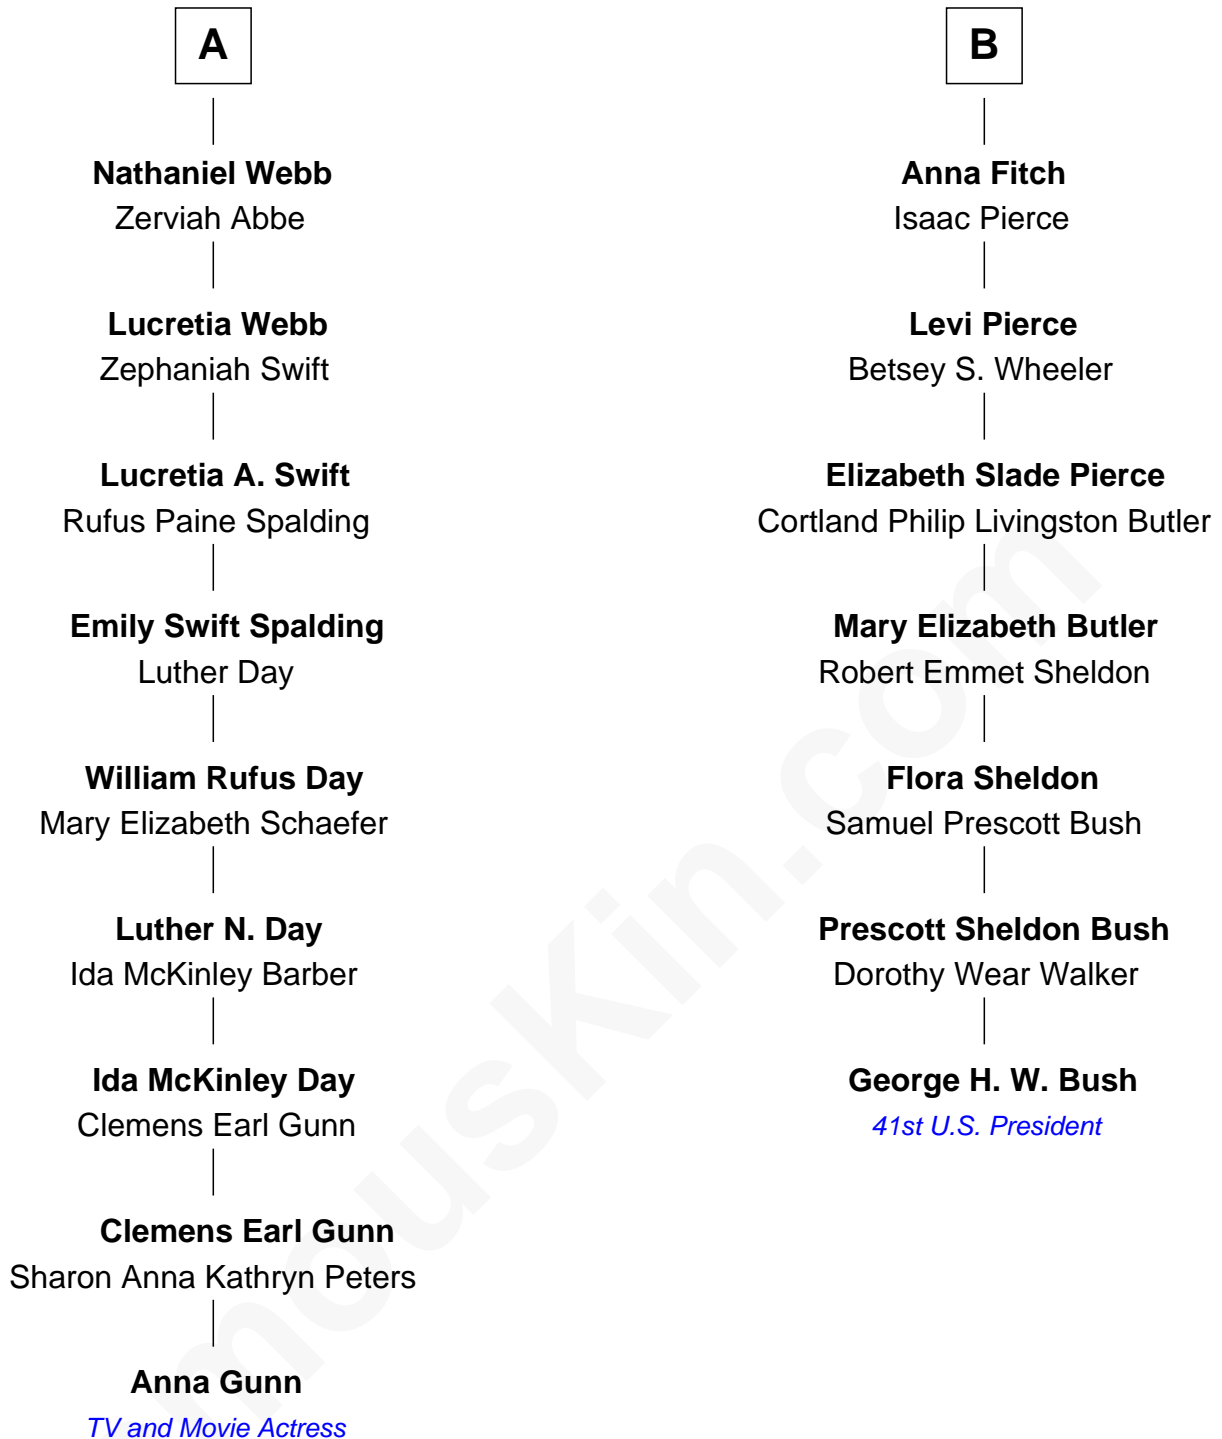 A
Nathaniel Webb
Zerviah Abbe
Lucretia Webb
Zephaniah Swift
Lucretia A. Swift
Rufus Paine Spalding
Emily Swift Spalding
Luther Day
William Rufus Day
Mary Elizabeth Schaefer
Luther N. Day
Ida McKinley Barber
Ida McKinley Day
Clemens Earl Gunn
Clemens Earl Gunn
Sharon Anna Kathryn Peters
Anna Gunn
TV and Movie Actress
B
Anna Fitch
Isaac Pierce
Levi Pierce
Betsey S. Wheeler
Elizabeth Slade Pierce
Cortland Philip Livingston Butler
Mary Elizabeth Butler
Robert Emmet Sheldon
Flora Sheldon
Samuel Prescott Bush
Prescott Sheldon Bush
Dorothy Wear Walker
George H. W. Bush
41st U.S. President
mousKin.com